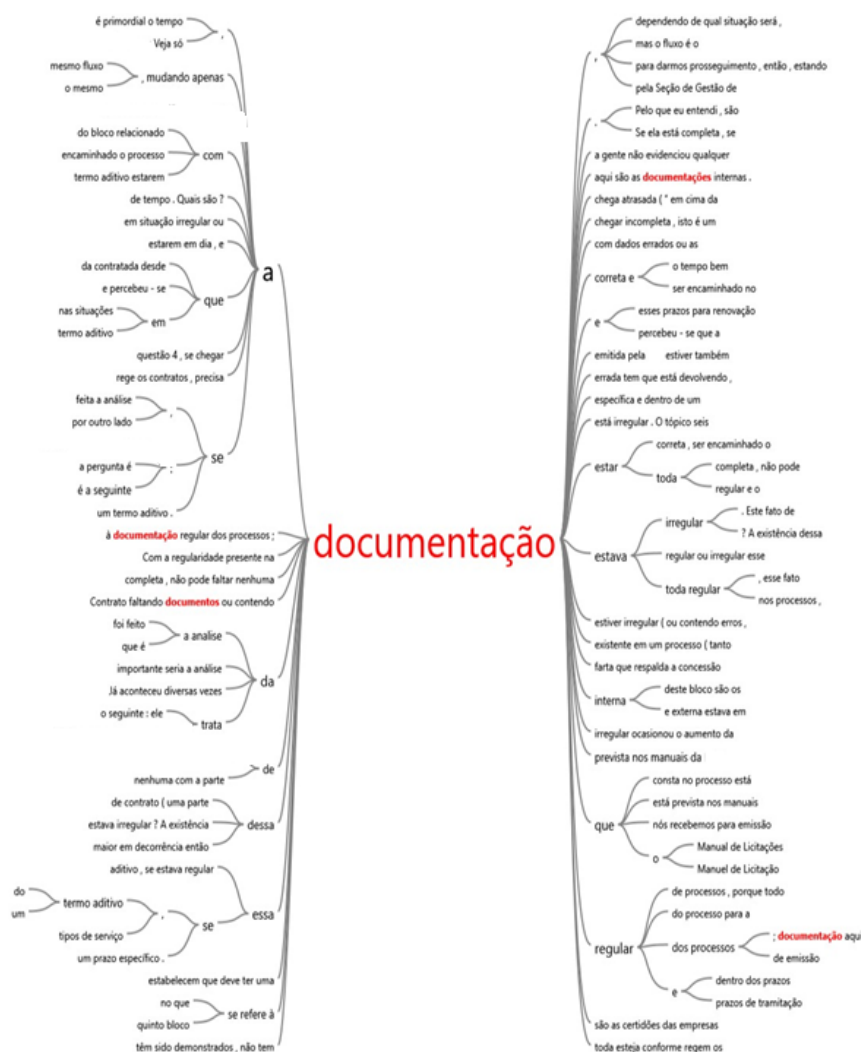 é primordial o tempo
Veja só
,
mesmo fluxo
o mesmo
, mudando apenas
do bloco relacionado
encaminhado o processo
termo aditivo estarem
com
de tempo . Quais são ?
em situação irregular ou
estarem em dia , e
a
da contratada desde
e percebeu - se
que
nas situações
termo aditivo
em
questão 4 , se chegar
rege os contratos , precisa
feita a análise
por outro lado
,
se
a pergunta é
é a seguinte
;
um termo aditivo .
à documentação regular dos processos ;
Com a regularidade presente na
completa , não pode faltar nenhuma
Contrato faltando documentos ou contendo
foi feito
que é
a analise
importante seria a análise
Já aconteceu diversas vezes
da
o seguinte : ele
trata
de
nenhuma com a parte
de contrato ( uma parte
estava irregular ? A existência
dessa
maior em decorrência então
aditivo , se estava regular
do
um
termo aditivo
,
tipos de serviço
se
essa
um prazo específico .
estabelecem que deve ter uma
no que
quinto bloco
se refere à
têm sido demonstrados , não tem
documentação
dependendo de qual situação será ,
mas o fluxo é o
,
para darmos prosseguimento , então , estando
pela Seção de Gestão de
Pelo que eu entendi , são
.
Se ela está completa , se
a gente não evidenciou qualquer
aqui são as documentações internas .
chega atrasada ( " em cima da
chegar incompleta , isto é um
com dados errados ou as
correta e
o tempo bem
ser encaminhado no
e
esses prazos para renovação
percebeu - se que a
emitida pela estiver também
errada tem que está devolvendo ,
específica e dentro de um
está irregular . O tópico seis
estar
correta , ser encaminhado o
toda
completa , não pode
regular e o
estava
irregular
. Este fato de
? A existência dessa
regular ou irregular esse
toda regular
, esse fato
nos processos ,
estiver irregular ( ou contendo erros ,
existente em um processo ( tanto
farta que respalda a concessão
interna
deste bloco são os
e externa estava em
irregular ocasionou o aumento da
prevista nos manuais da
que
consta no processo está
está prevista nos manuais
nós recebemos para emissão
o
Manual de Licitações
Manuel de Licitação
regular
de processos , porque todo
do processo para a
dos processos
; documentação aqui
de emissão
e
dentro dos prazos
prazos de tramitação
são as certidões das empresas
toda esteja conforme regem os